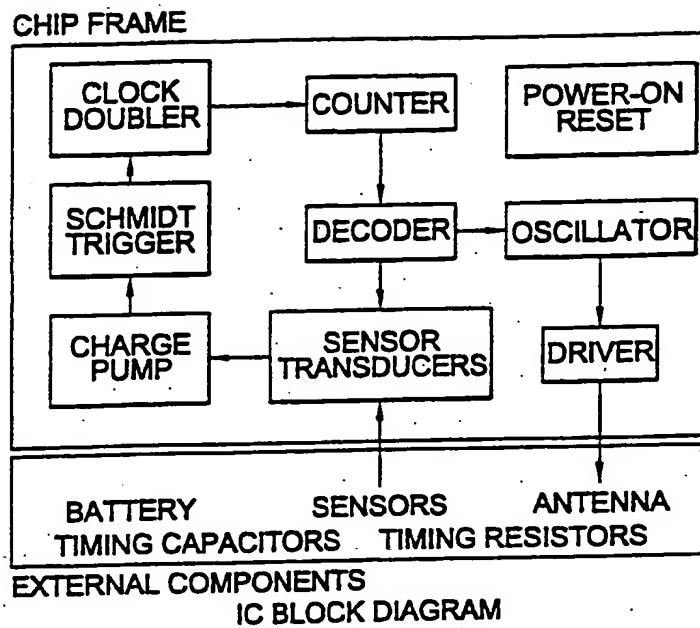 CHIP FRAME
CLOCK
DOUBLER
COUNTER
POWER-ON
RESET
SCHMIDT
TRIGGER
DECODER
OSCILLATOR
CHARGE
PUMP
SENSOR
TRANSDUCERS
DRIVER
BATTERY
SENSORS
ANTENNA
TIMING CAPACITORS
TIMING RESISTORS
EXTERNAL COMPONENTS
IC BLOCK DIAGRAM